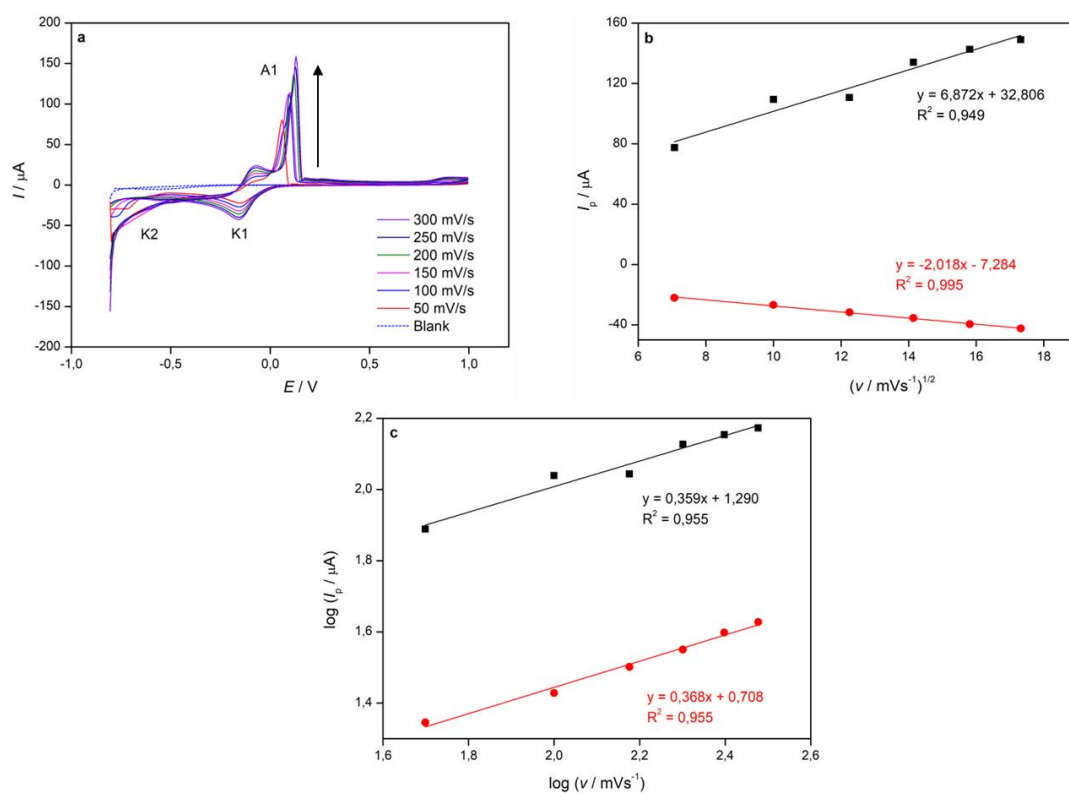 a
200
150
100
50
0
-50
-100
-150
-200
I / µA
A1
K2
K1
300 mV/s
250 mV/s
200 mV/s
150 mV/s
100 mV/s
50 mV/s
Blank
-1,0
-0,5
0,0
0,5
1,0
E / V
b
160
120
80
40
0
-40
Ip / µA
y = 6,872x + 32,806
R² = 0,949
y = -2,018x - 7,284
R² = 0,995
6
8
10
12
14
16
18
(v / mVs⁻¹)¹/²
c
2,2
2,0
1,8
1,6
1,4
log (Ip / µA)
y = 0,359x + 1,290
R² = 0,955
y = 0,368x + 0,708
R² = 0,955
1,6
1,8
2,0
2,2
2,4
2,6
log (v / mVs⁻¹)